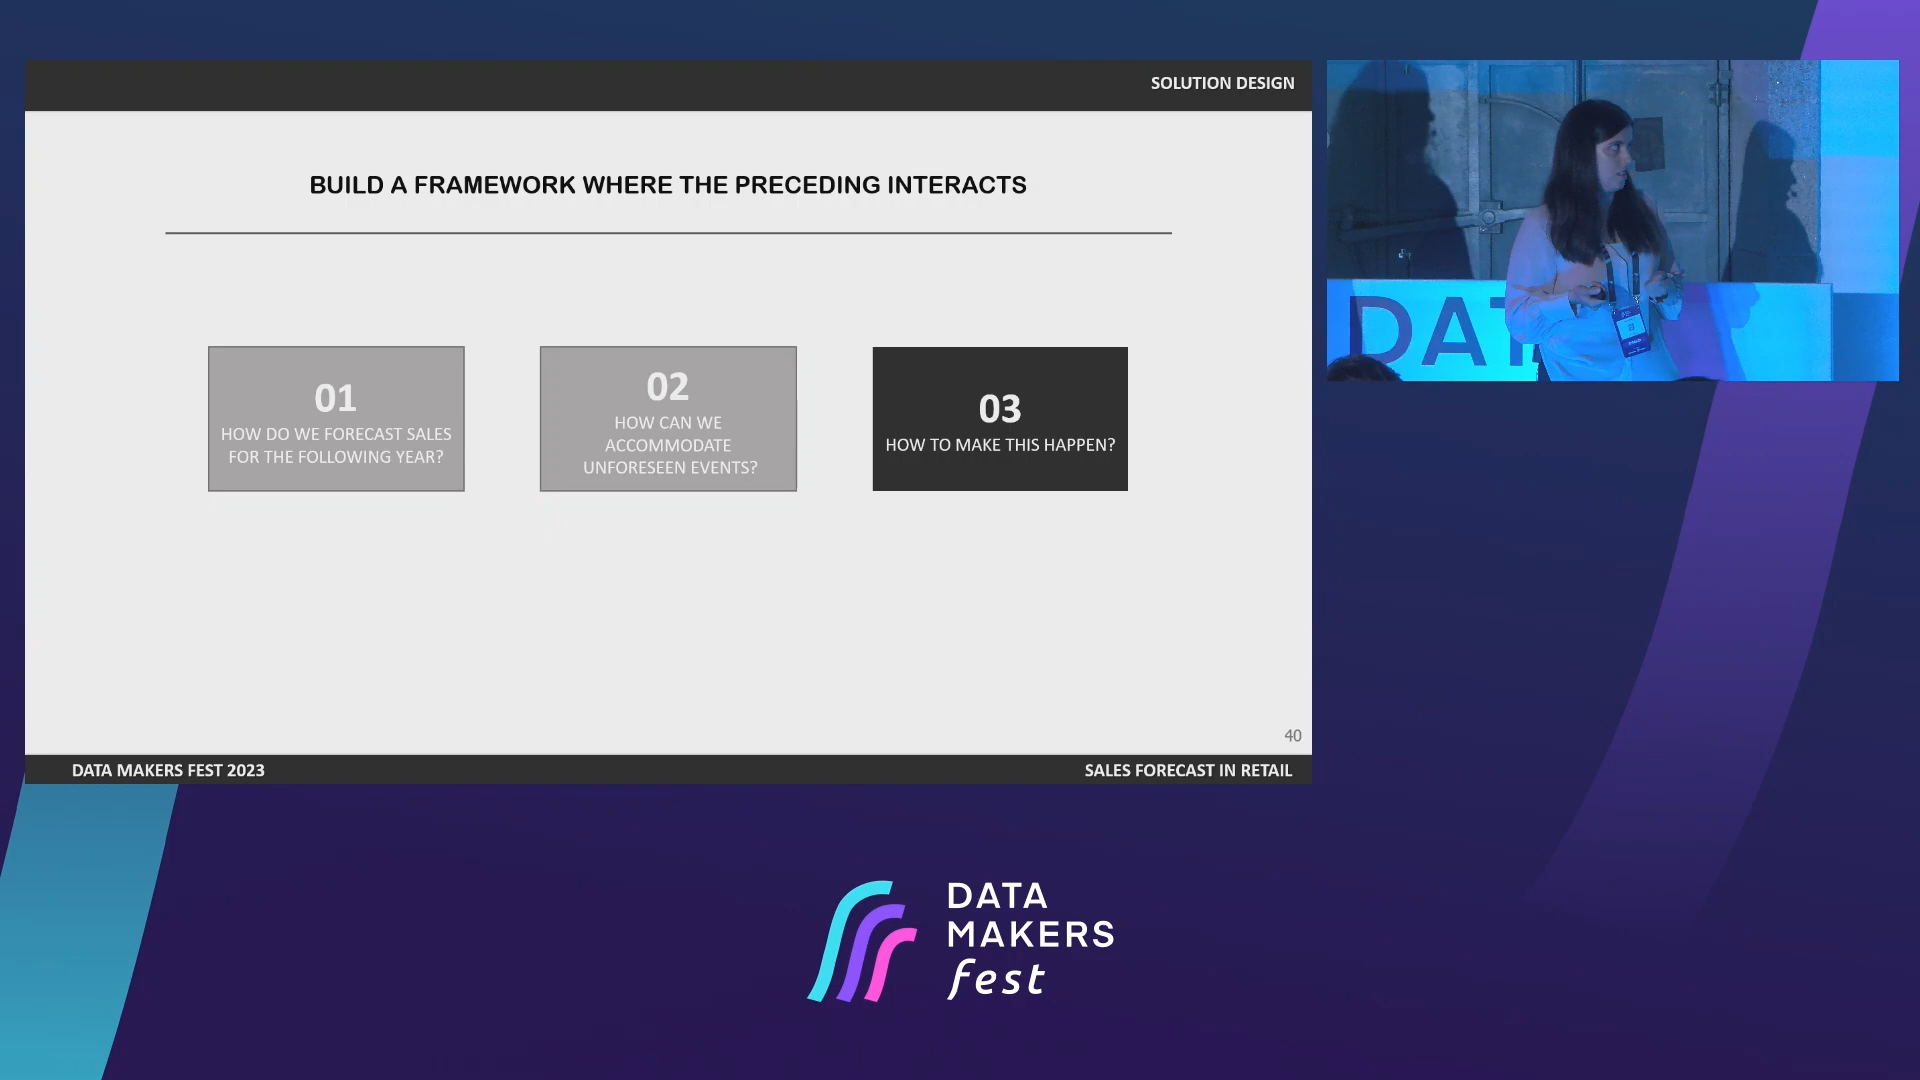 SOLUTION DESIGN
BUILD A FRAMEWORK WHERE THE PRECEDING INTERACTS
01
HOW DO WE FORECAST SALES
FOR THE FOLLOWING YEAR?
02
HOW CAN WE
ACCOMMODATE
UNFORESEEN EVENTS?
03
HOW TO MAKE THIS HAPPEN?
40
DATA MAKERS FEST 2023
SALES FORECAST IN RETAIL
DAT
DATA
MAKERS
fest